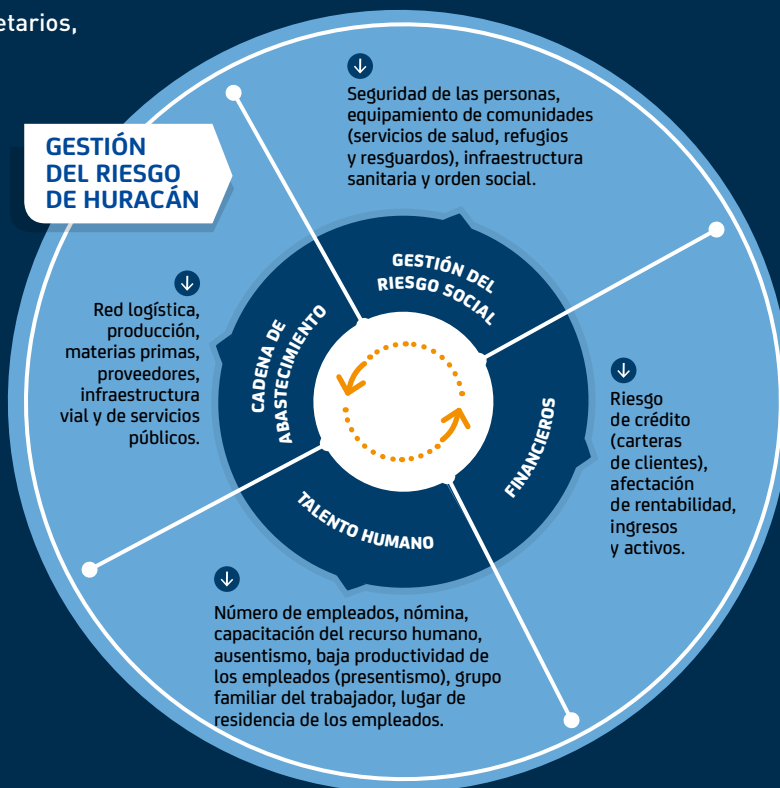 etarios,
GESTIÓN
DEL RIESGO
DE HURACÁN
Seguridad de las personas,
equipamiento de comunidades
(servicios de salud, refugios
y resguardos), infraestructura
sanitaria y orden social.
GESTIÓN DEL
RIESGO SOCIAL
Riesgo
de crédito
(carteras
de clientes),
afectación
de rentabilidad,
ingresos
y activos.
FINANCIEROS
Número de empleados, nómina,
capacitación del recurso humano,
ausentismo, baja productividad de
los empleados (presentismo), grupo
familiar del trabajador, lugar de
residencia de los empleados.
TALENTO HUMANO
Red logística,
producción,
materias primas,
proveedores,
infraestructura
vial y de servicios
públicos.
CADENA DE
ABASTECIMIENTO